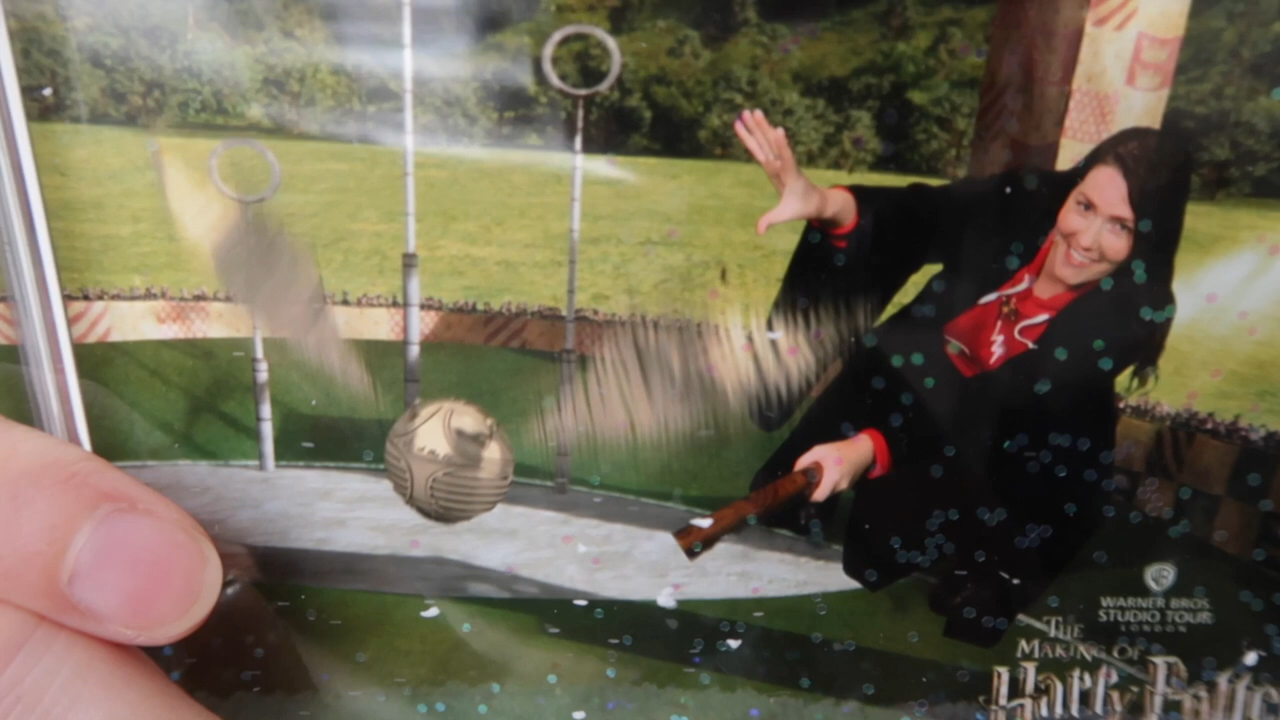 WARNER BROS.
STUDIO TOUR
LONDON
THE
MAKING OF
Harry Potter